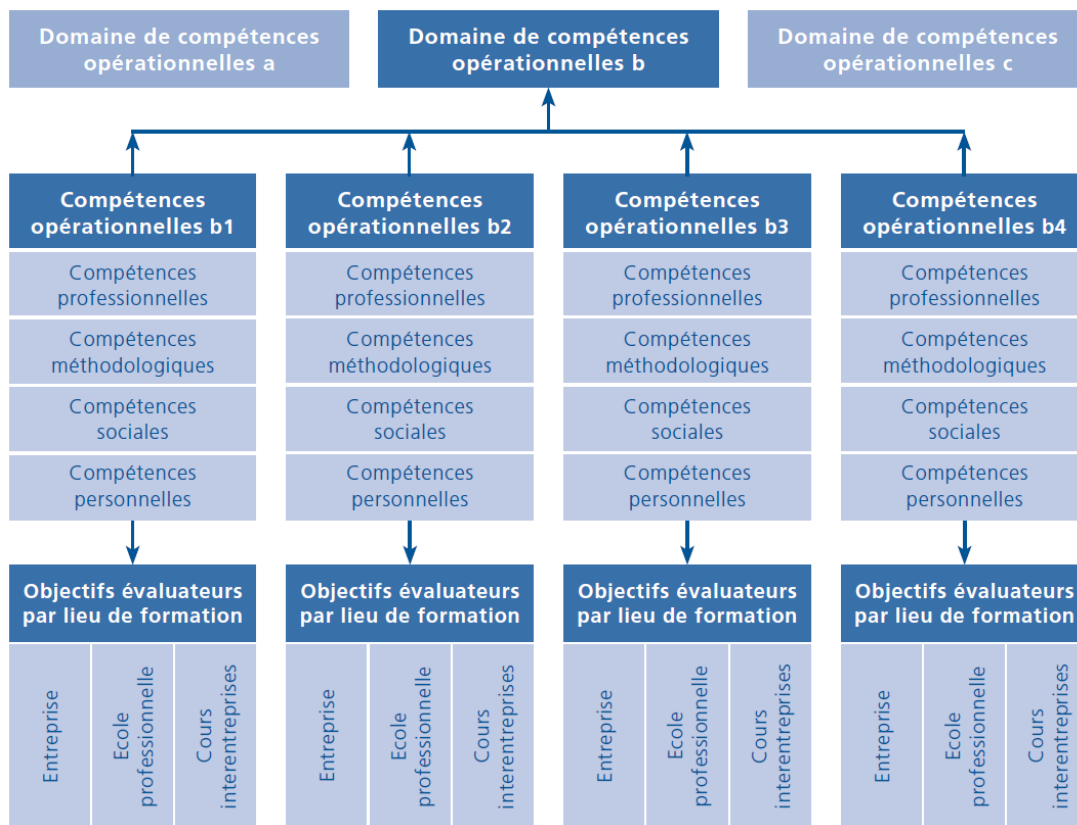 Domaine de compétences
opérationnelles a
Domaine de compétences
opérationnelles b
Domaine de compétences
opérationnelles c
Compétences
opérationnelles b1
Compétences
professionnelles
Compétences
méthodologiques
Compétences
sociales
Compétences
personnelles
Objectifs évaluateurs
par lieu de formation
Entreprise
Ecole
professionnelle
Cours
interentreprises
Compétences
opérationnelles b2
Compétences
professionnelles
Compétences
méthodologiques
Compétences
sociales
Compétences
personnelles
Objectifs évaluateurs
par lieu de formation
Entreprise
Ecole
professionnelle
Cours
interentreprises
Compétences
opérationnelles b3
Compétences
professionnelles
Compétences
méthodologiques
Compétences
sociales
Compétences
personnelles
Objectifs évaluateurs
par lieu de formation
Entreprise
Ecole
professionnelle
Cours
interentreprises
Compétences
opérationnelles b4
Compétences
professionnelles
Compétences
méthodologiques
Compétences
sociales
Compétences
personnelles
Objectifs évaluateurs
par lieu de formation
Entreprise
Ecole
professionnelle
Cours
interentreprises